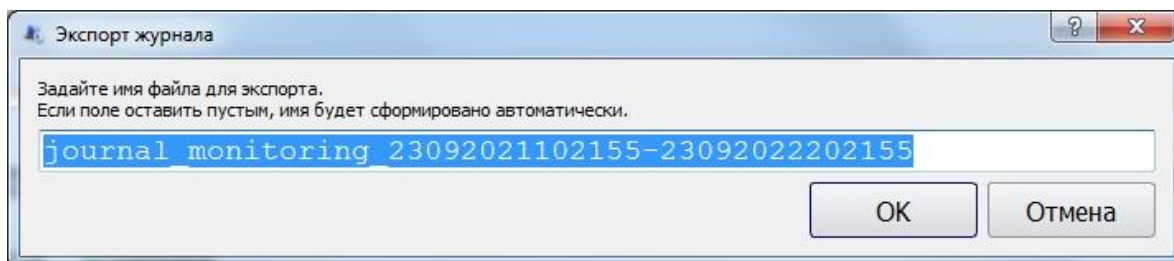 Экспорт журнала
?
X
Задайте имя файла для экспорта.
Если поле оставить пустым, имя будет сформировано автоматически.
journal_monitoring_23092021102155-23092022202155
OK
Отмена